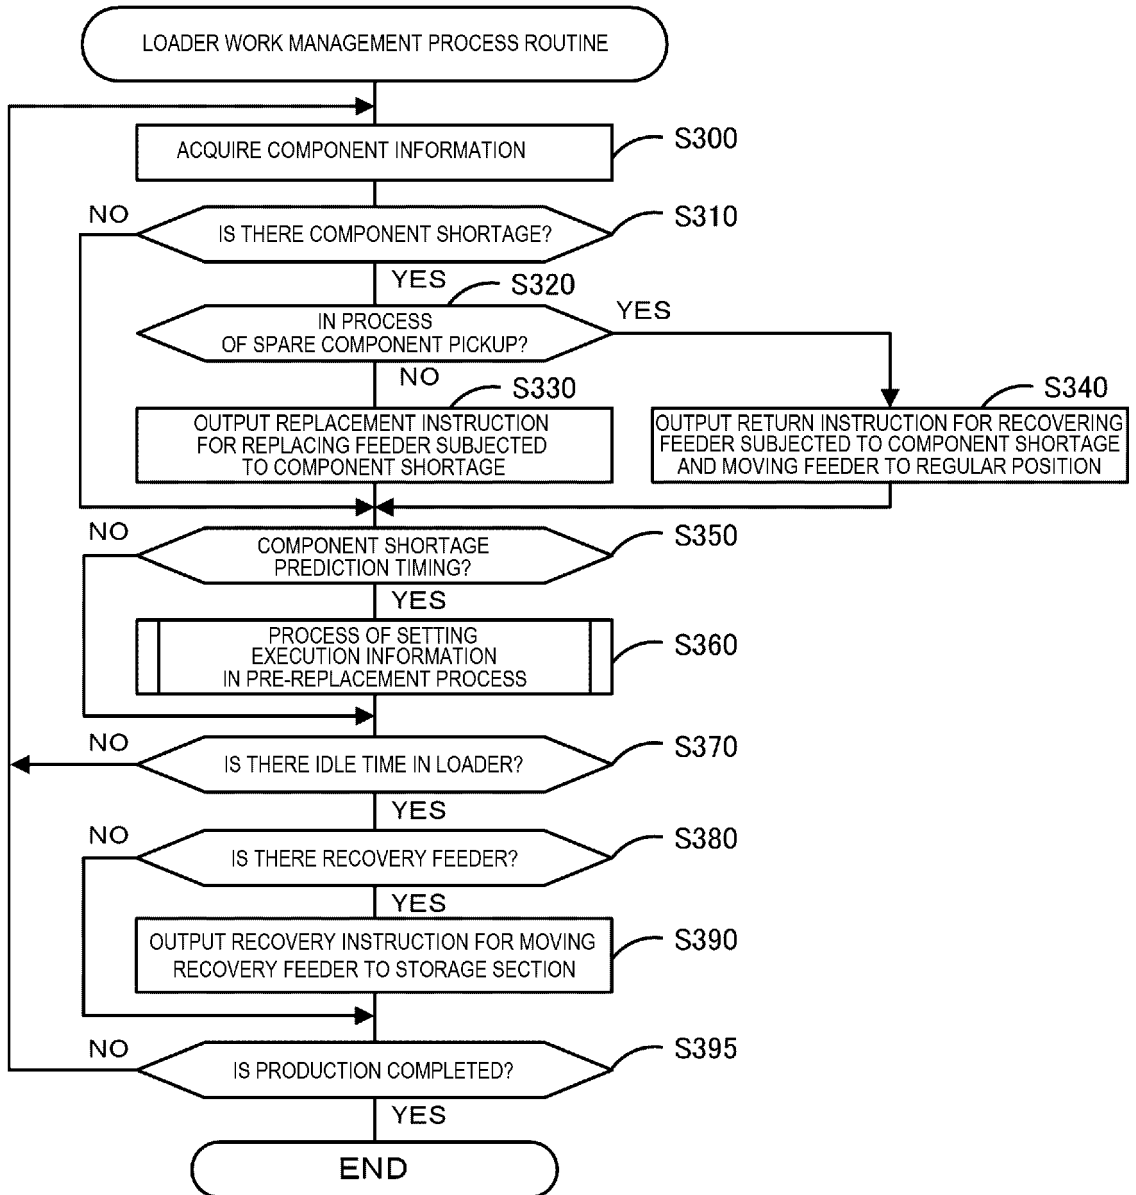 LOADER WORK MANAGEMENT PROCESS ROUTINE
ACQUIRE COMPONENT INFORMATION
S300
NO
IS THERE COMPONENT SHORTAGE?
S310
YES
S320
IN PROCESS
OF SPARE COMPONENT PICKUP?
YES
NO
S330
OUTPUT REPLACEMENT INSTRUCTION
FOR REPLACING FEEDER SUBJECTED
TO COMPONENT SHORTAGE
S340
OUTPUT RETURN INSTRUCTION FOR RECOVERING
FEEDER SUBJECTED TO COMPONENT SHORTAGE
AND MOVING FEEDER TO REGULAR POSITION
NO
COMPONENT SHORTAGE
PREDICTION TIMING?
S350
YES
PROCESS OF SETTING
EXECUTION INFORMATION
IN PRE-REPLACEMENT PROCESS
S360
NO
IS THERE IDLE TIME IN LOADER?
S370
YES
NO
IS THERE RECOVERY FEEDER?
S380
YES
OUTPUT RECOVERY INSTRUCTION FOR MOVING
RECOVERY FEEDER TO STORAGE SECTION
S390
NO
IS PRODUCTION COMPLETED?
S395
YES
END